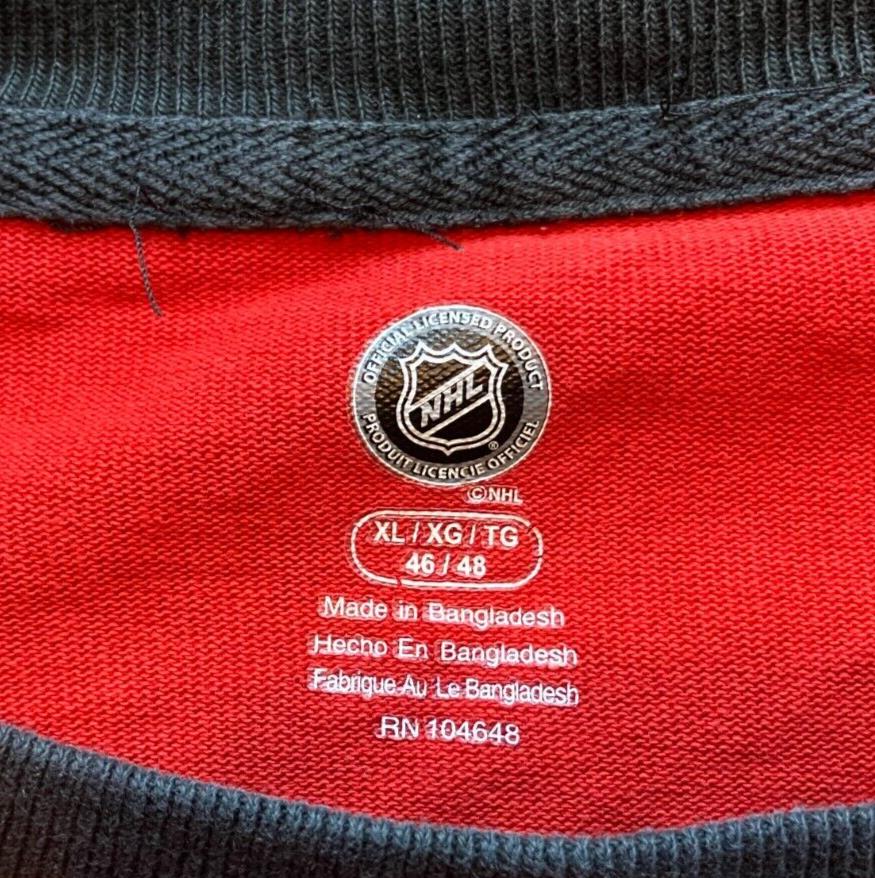 OFFICIAL LICENSED PRODUCT
NHL
®
PRODUIT LICENCIE OFFICIEL
©NHL
XL / XG / TG
46 / 48
Made in Bangladesh
Hecho En Bangladesh
Fabrique Au Le Bangladesh
RN 104648